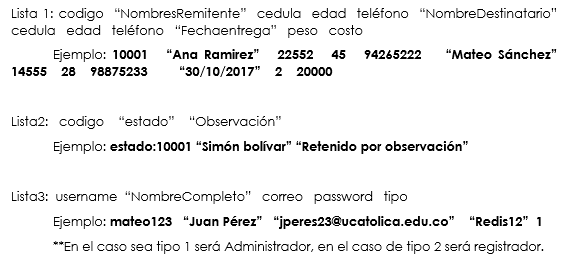 Lista 1: codigo “NombresRemitente” cedula edad teléfono “NombreDestinatario”
cedula edad teléfono “Fechaentrega” peso costo
Ejemplo: 10001 “Ana Ramirez” 22552 45 94265222 “Mateo Sánchez”
14555 28 98875233 “30/10/2017” 2 20000
Lista2: codigo “estado” “Observación”
Ejemplo: estado:10001 “Simón bolívar” “Retenido por observación”
Lista3: username “NombreCompleto” correo password tipo
Ejemplo: mateo123 “Juan Pérez” “jperes23@ucatolica.edu.co” “Redis12” 1
**En el caso sea tipo 1 será Administrador, en el caso de tipo 2 será registrador.